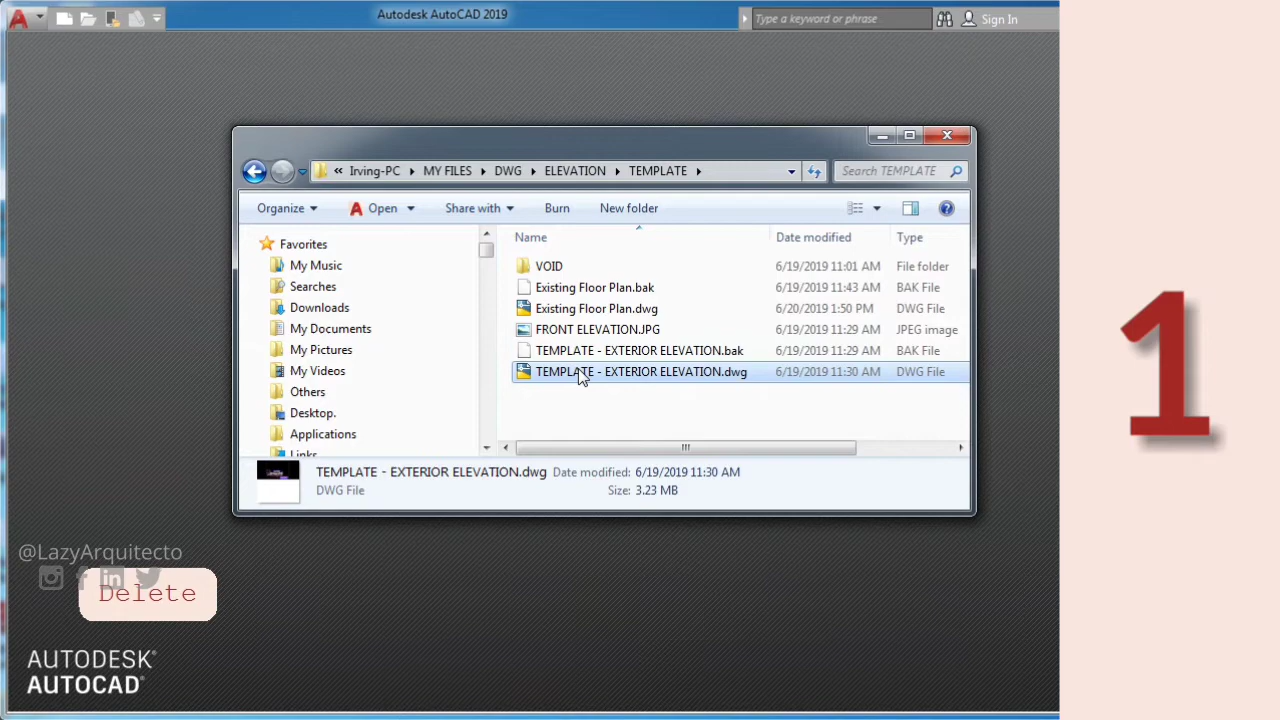 Autodesk AutoCAD 2019
Type a keyword or phrase
Sign In
« Irving-PC MY FILES DWG ELEVATION TEMPLATE
Search TEMPLATE
Organize Open Share with Burn New folder
Name Date modified Type
Favorites
My Music
Searches
Downloads
My Documents
My Pictures
My Videos
Others
Desktop.
Applications
Links
VOID 6/19/2019 11:01 AM File folder
Existing Floor Plan.bak 6/19/2019 11:43 AM BAK File
Existing Floor Plan.dwg 6/20/2019 1:50 PM DWG File
FRONT ELEVATION.JPG 6/19/2019 11:29 AM JPEG image
TEMPLATE - EXTERIOR ELEVATION.bak 6/19/2019 11:29 AM BAK File
TEMPLATE - EXTERIOR ELEVATION.dwg 6/19/2019 11:30 AM DWG File
TEMPLATE - EXTERIOR ELEVATION.dwg Date modified: 6/19/2019 11:30 AM
DWG File Size: 3.23 MB
@LazyArquitecto
Delete
AUTODESK®
AUTOCAD®
1